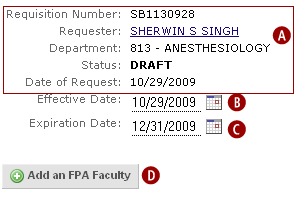 Requisition Number: SB1130928
Requester: SHERWIN S SINGH
A
Department: 813 - ANESTHESIOLOGY
Status: DRAFT
Date of Request: 10/29/2009
Effective Date: 10/29/2009 B
Expiration Date: 12/31/2009 C
Add an FPA Faculty D